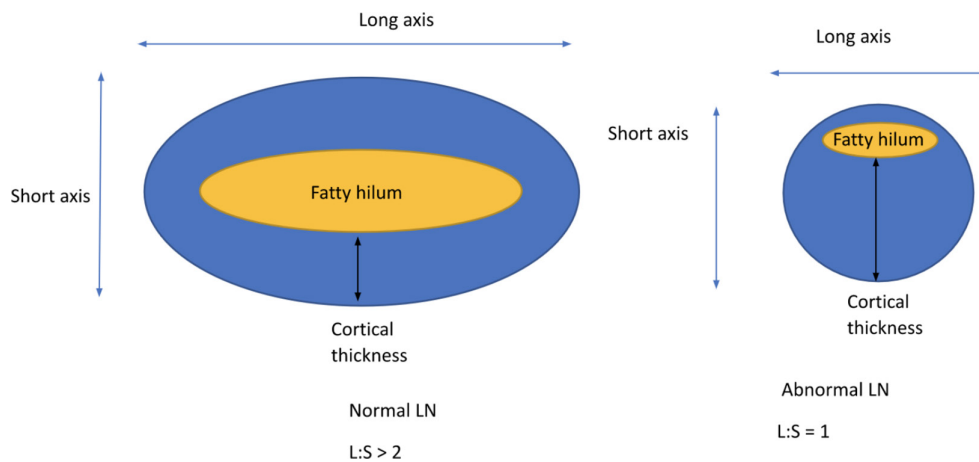 Long axis
Short axis
Fatty hilum
Cortical
thickness
Normal LN
L:S > 2
Long axis
Short axis
Fatty hilum
Cortical
thickness
Abnormal LN
L:S = 1